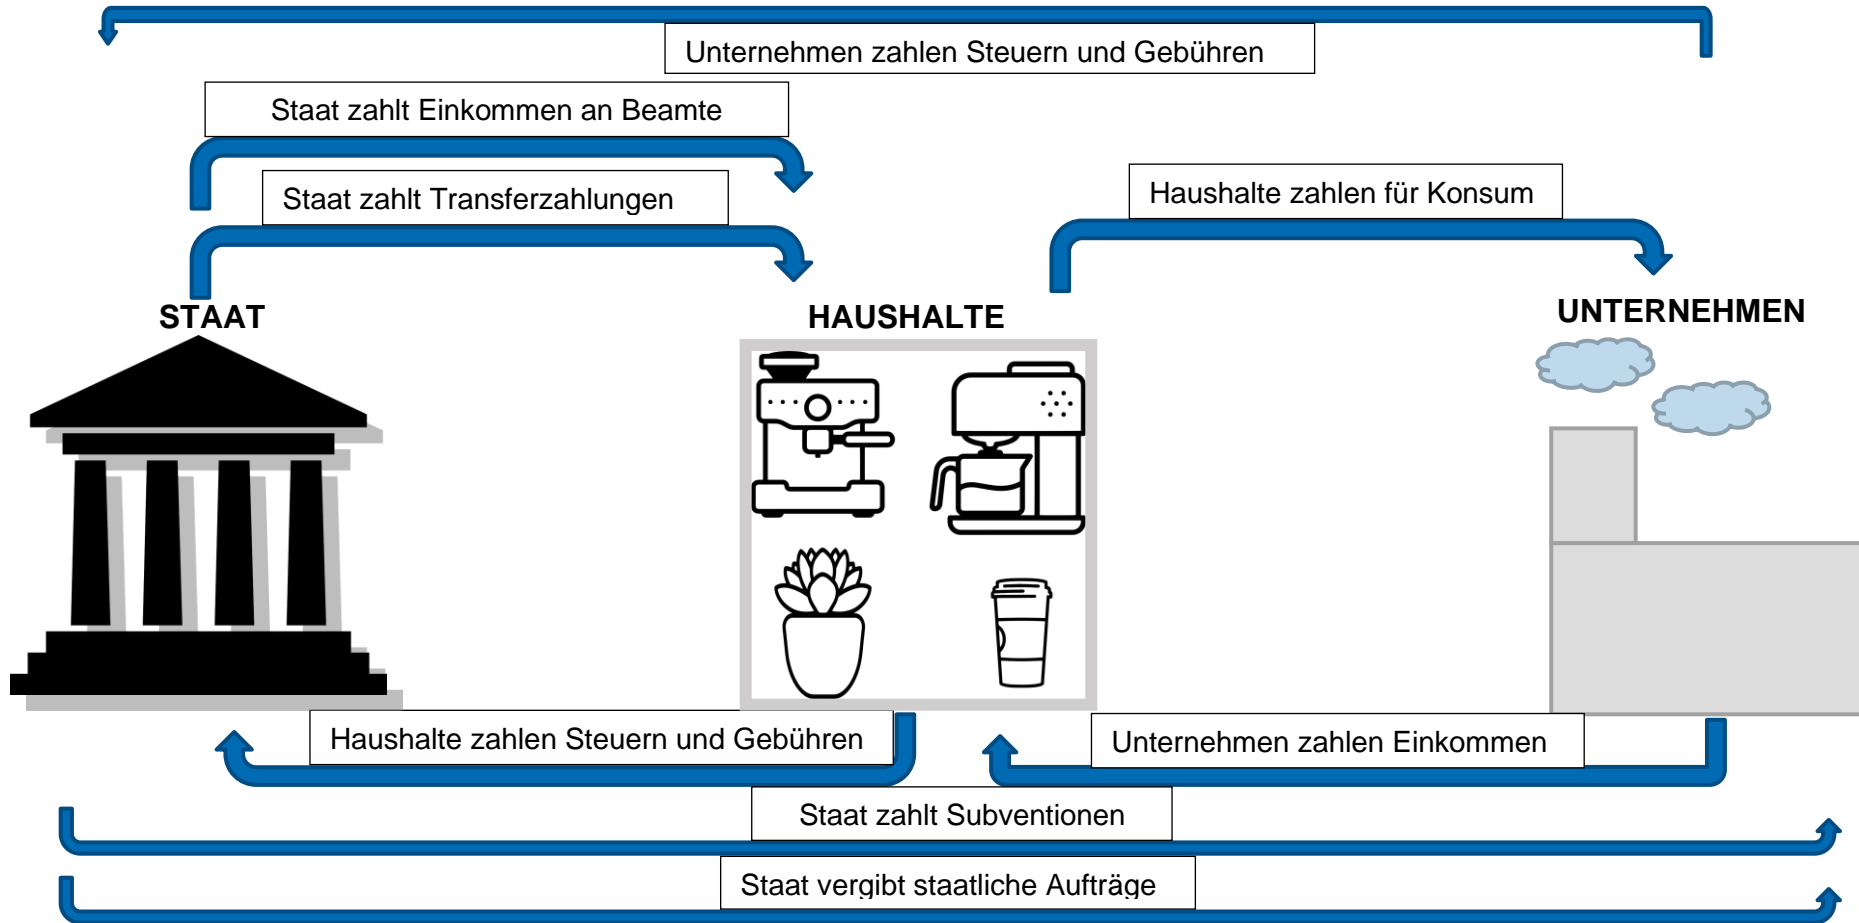 Unternehmen zahlen Steuern und Gebühren
Staat zahlt Einkommen an Beamte
Staat zahlt Transferzahlungen
Haushalte zahlen für Konsum
STAAT
HAUSHALTE
UNTERNEHMEN
Haushalte zahlen Steuern und Gebühren
Unternehmen zahlen Einkommen
Staat zahlt Subventionen
Staat vergibt staatliche Aufträge